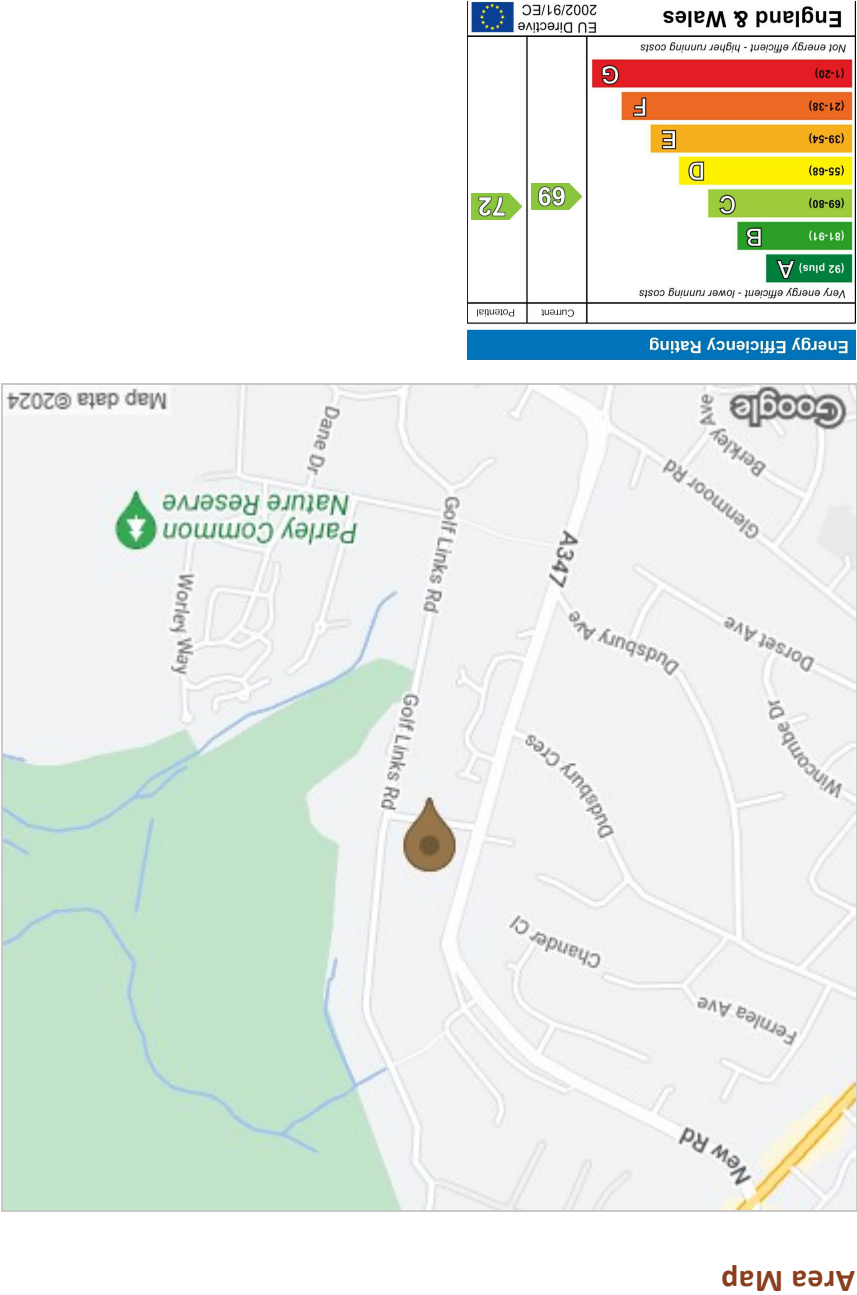 Area Map
New Rd
Fernlea Ave
Chander Cl
Dudsbury Cres
Golf Links Rd
Wincombe Dr
Dorset Ave
Dudsbury Ave
Golf Links Rd
Worley Way
A347
Parley Common
Nature Reserve
Glenmoor Rd
Berkley Ave
Dane Dr
Google
Map data ©2024
Energy Efficiency Rating
Current
Potential
Very energy efficient - lower running costs
(92 plus) A
(81-91) B
(69-80) C
(55-68) D
(39-54) E
(21-38) F
(1-20) G
69
72
Not energy efficient - higher running costs
England & Wales
EU Directive
2002/91/EC